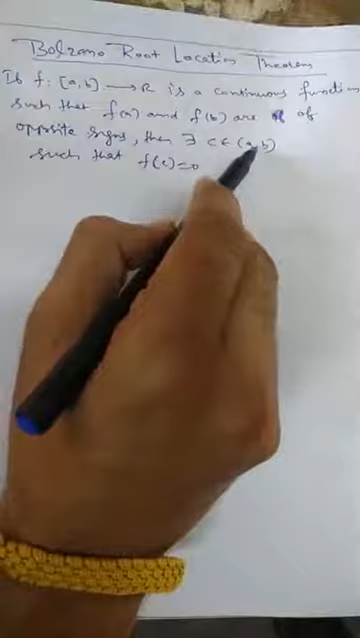 Bolzano Root Location Theorem
If f: [a,b] → R is a continuous function
such that f(a) and f(b) are of
opposite signs, then ∃ c ∈ (a,b)
such that f(c)=0